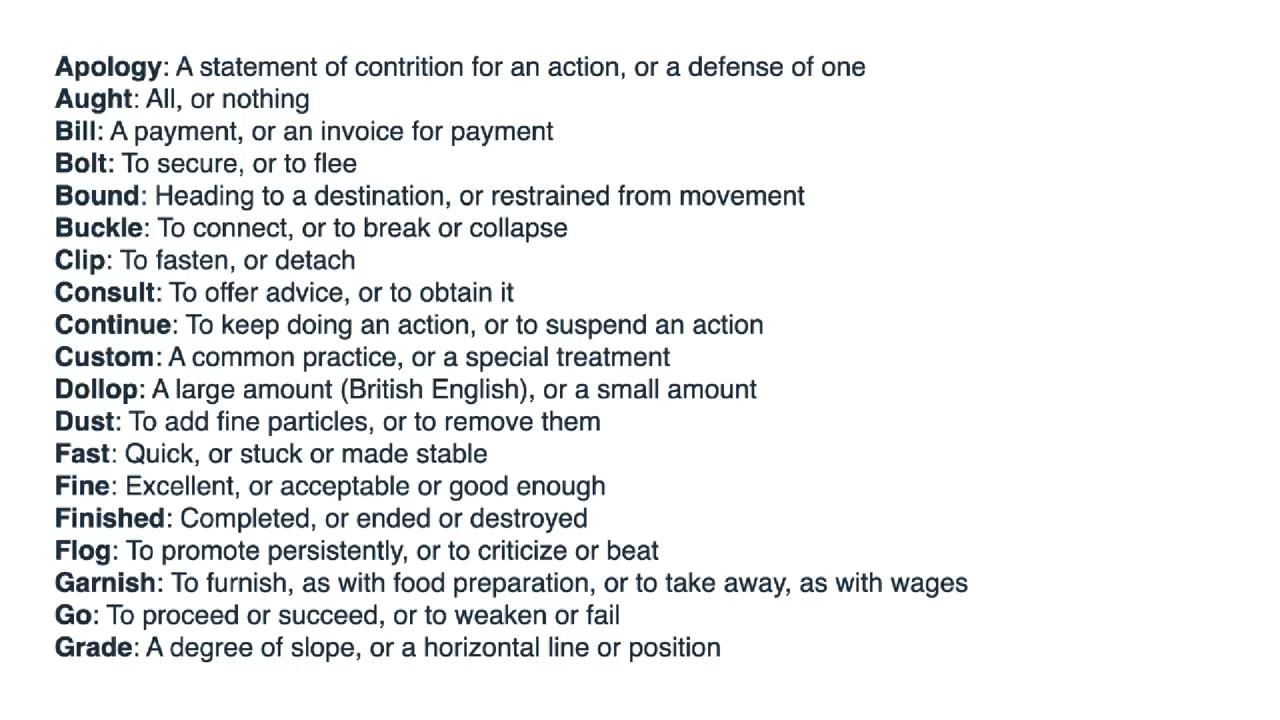 Apology: A statement of contrition for an action, or a defense of one
Aught: All, or nothing
Bill: A payment, or an invoice for payment
Bolt: To secure, or to flee
Bound: Heading to a destination, or restrained from movement
Buckle: To connect, or to break or collapse
Clip: To fasten, or detach
Consult: To offer advice, or to obtain it
Continue: To keep doing an action, or to suspend an action
Custom: A common practice, or a special treatment
Dollop: A large amount (British English), or a small amount
Dust: To add fine particles, or to remove them
Fast: Quick, or stuck or made stable
Fine: Excellent, or acceptable or good enough
Finished: Completed, or ended or destroyed
Flog: To promote persistently, or to criticize or beat
Garnish: To furnish, as with food preparation, or to take away, as with wages
Go: To proceed or succeed, or to weaken or fail
Grade: A degree of slope, or a horizontal line or position